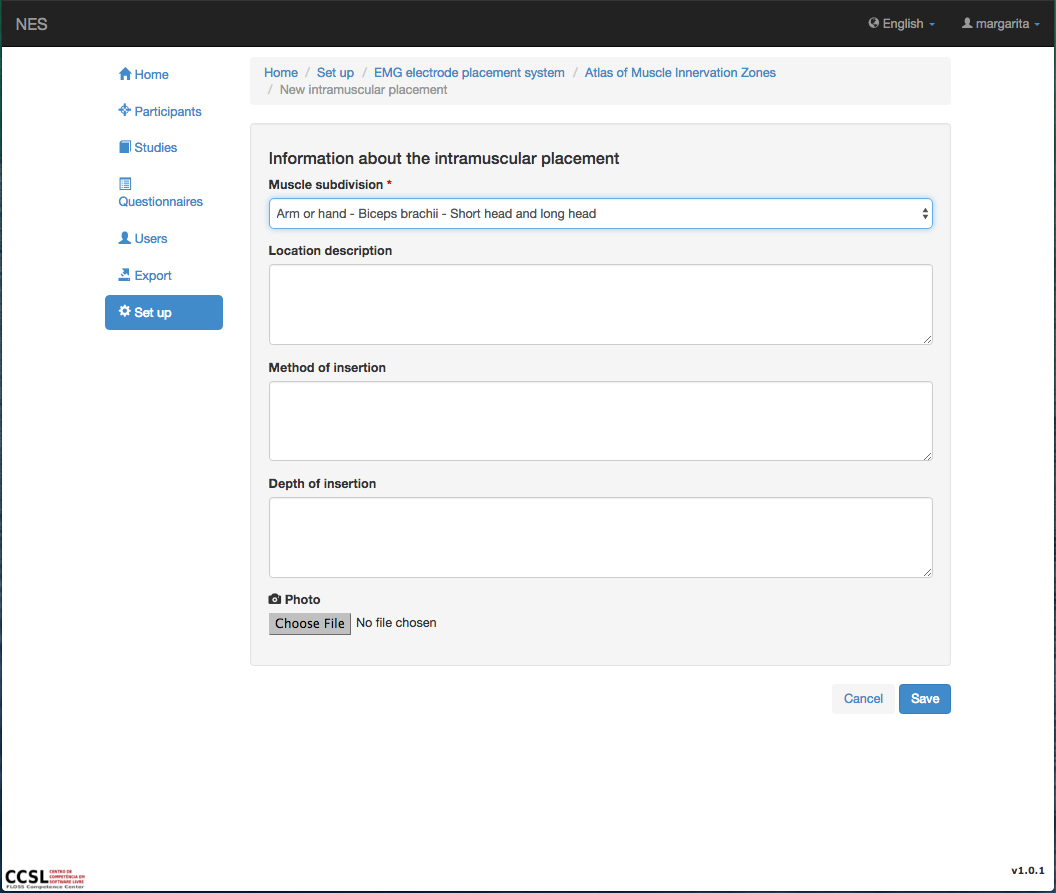 NES
English
margarita
Home
Participants
Studies
Questionnaires
Users
Export
Set up
Home / Set up / EMG electrode placement system / Atlas of Muscle Innervation Zones
/ New intramuscular placement
Information about the intramuscular placement
Muscle subdivision *
Arm or hand - Biceps brachii - Short head and long head
Location description
Method of insertion
Depth of insertion
Photo
Choose File No file chosen
Cancel Save
CCSL
CENTRO DE
COMPETÊNCIA EM
SOFTWARE LIVRE
FLOSS Competence Center
v1.0.1